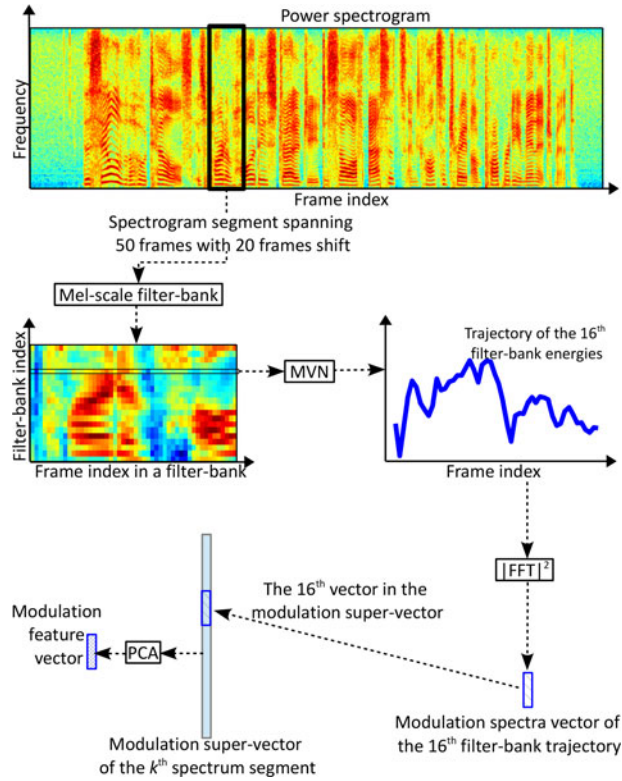 Power spectrogram
Frequency
Frame index
Spectrogram segment spanning
50 frames with 20 frames shift
Mel-scale filter-bank
Filter-bank index
Frame index in a filter-bank
MVN
Trajectory of the 16th
filter-bank energies
Frame index
|FFT|²
The 16th vector in the
modulation super-vector
Modulation
feature
vector
PCA
Modulation super-vector
of the kth spectrum segment
Modulation spectra vector of
the 16th filter-bank trajectory